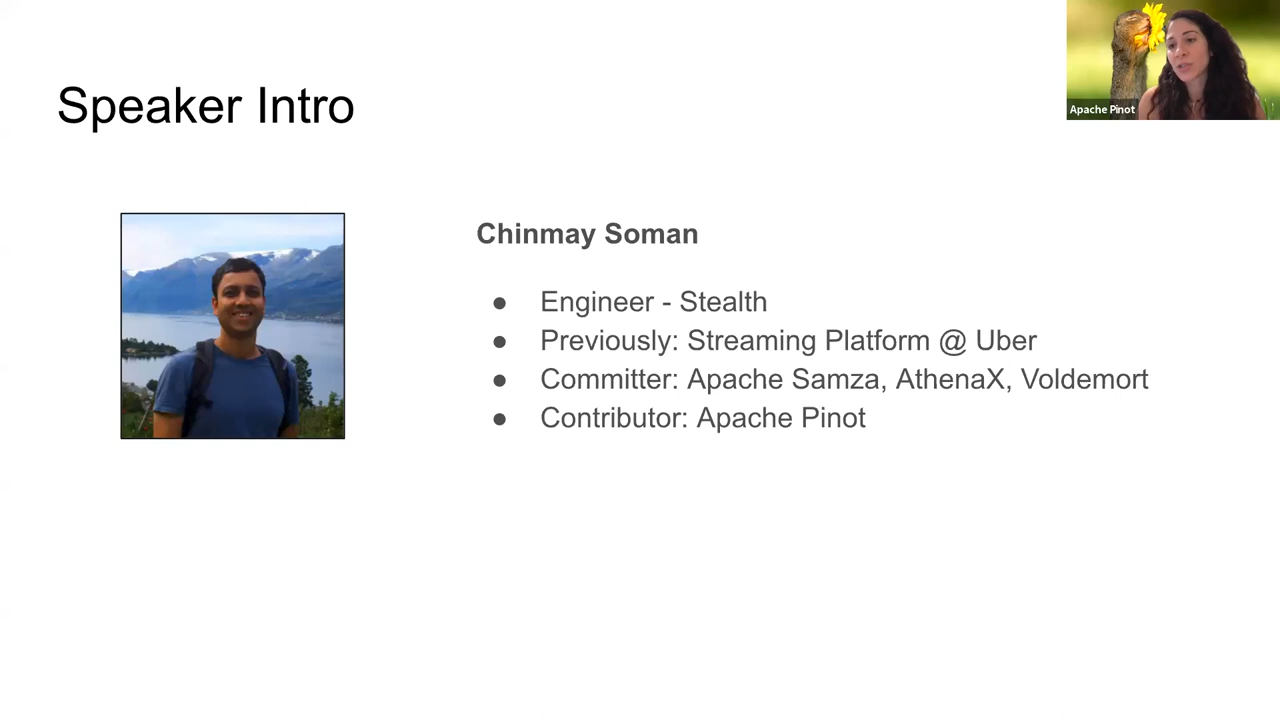 Speaker Intro
Apache Pinot
Chinmay Soman
● Engineer - Stealth
● Previously: Streaming Platform @ Uber
● Committer: Apache Samza, AthenaX, Voldemort
● Contributor: Apache Pinot